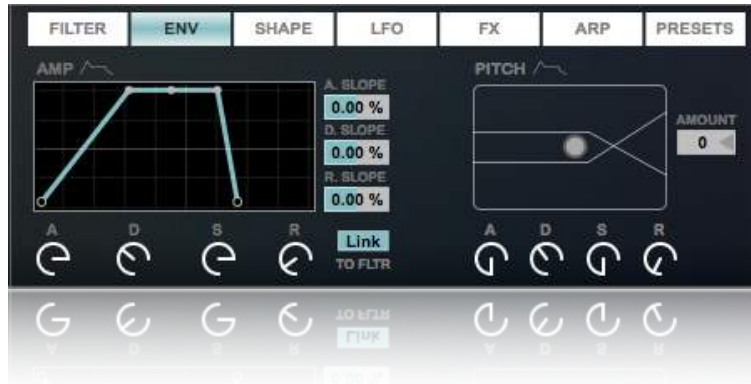 FILTER ENV SHAPE LFO FX ARP PRESETS
AMP PITCH
A. SLOPE
0.00 %
D. SLOPE
0.00 %
R. SLOPE
0.00 %
AMOUNT
0
A D S R
Link
TO FLTR
A D S R